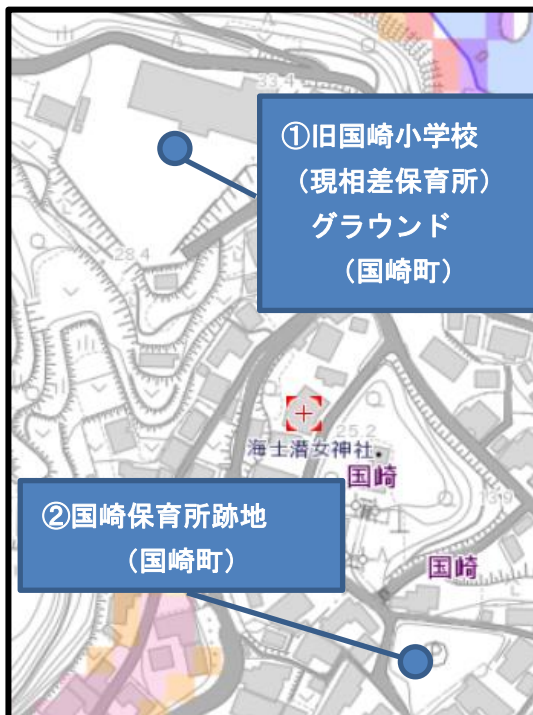 33.4
①旧国崎小学校
（現相差保育所）
グラウンド
（国崎町）
28.4
25.2
海士潜女神社
国崎
13.9
②国崎保育所跡地
（国崎町）
国崎